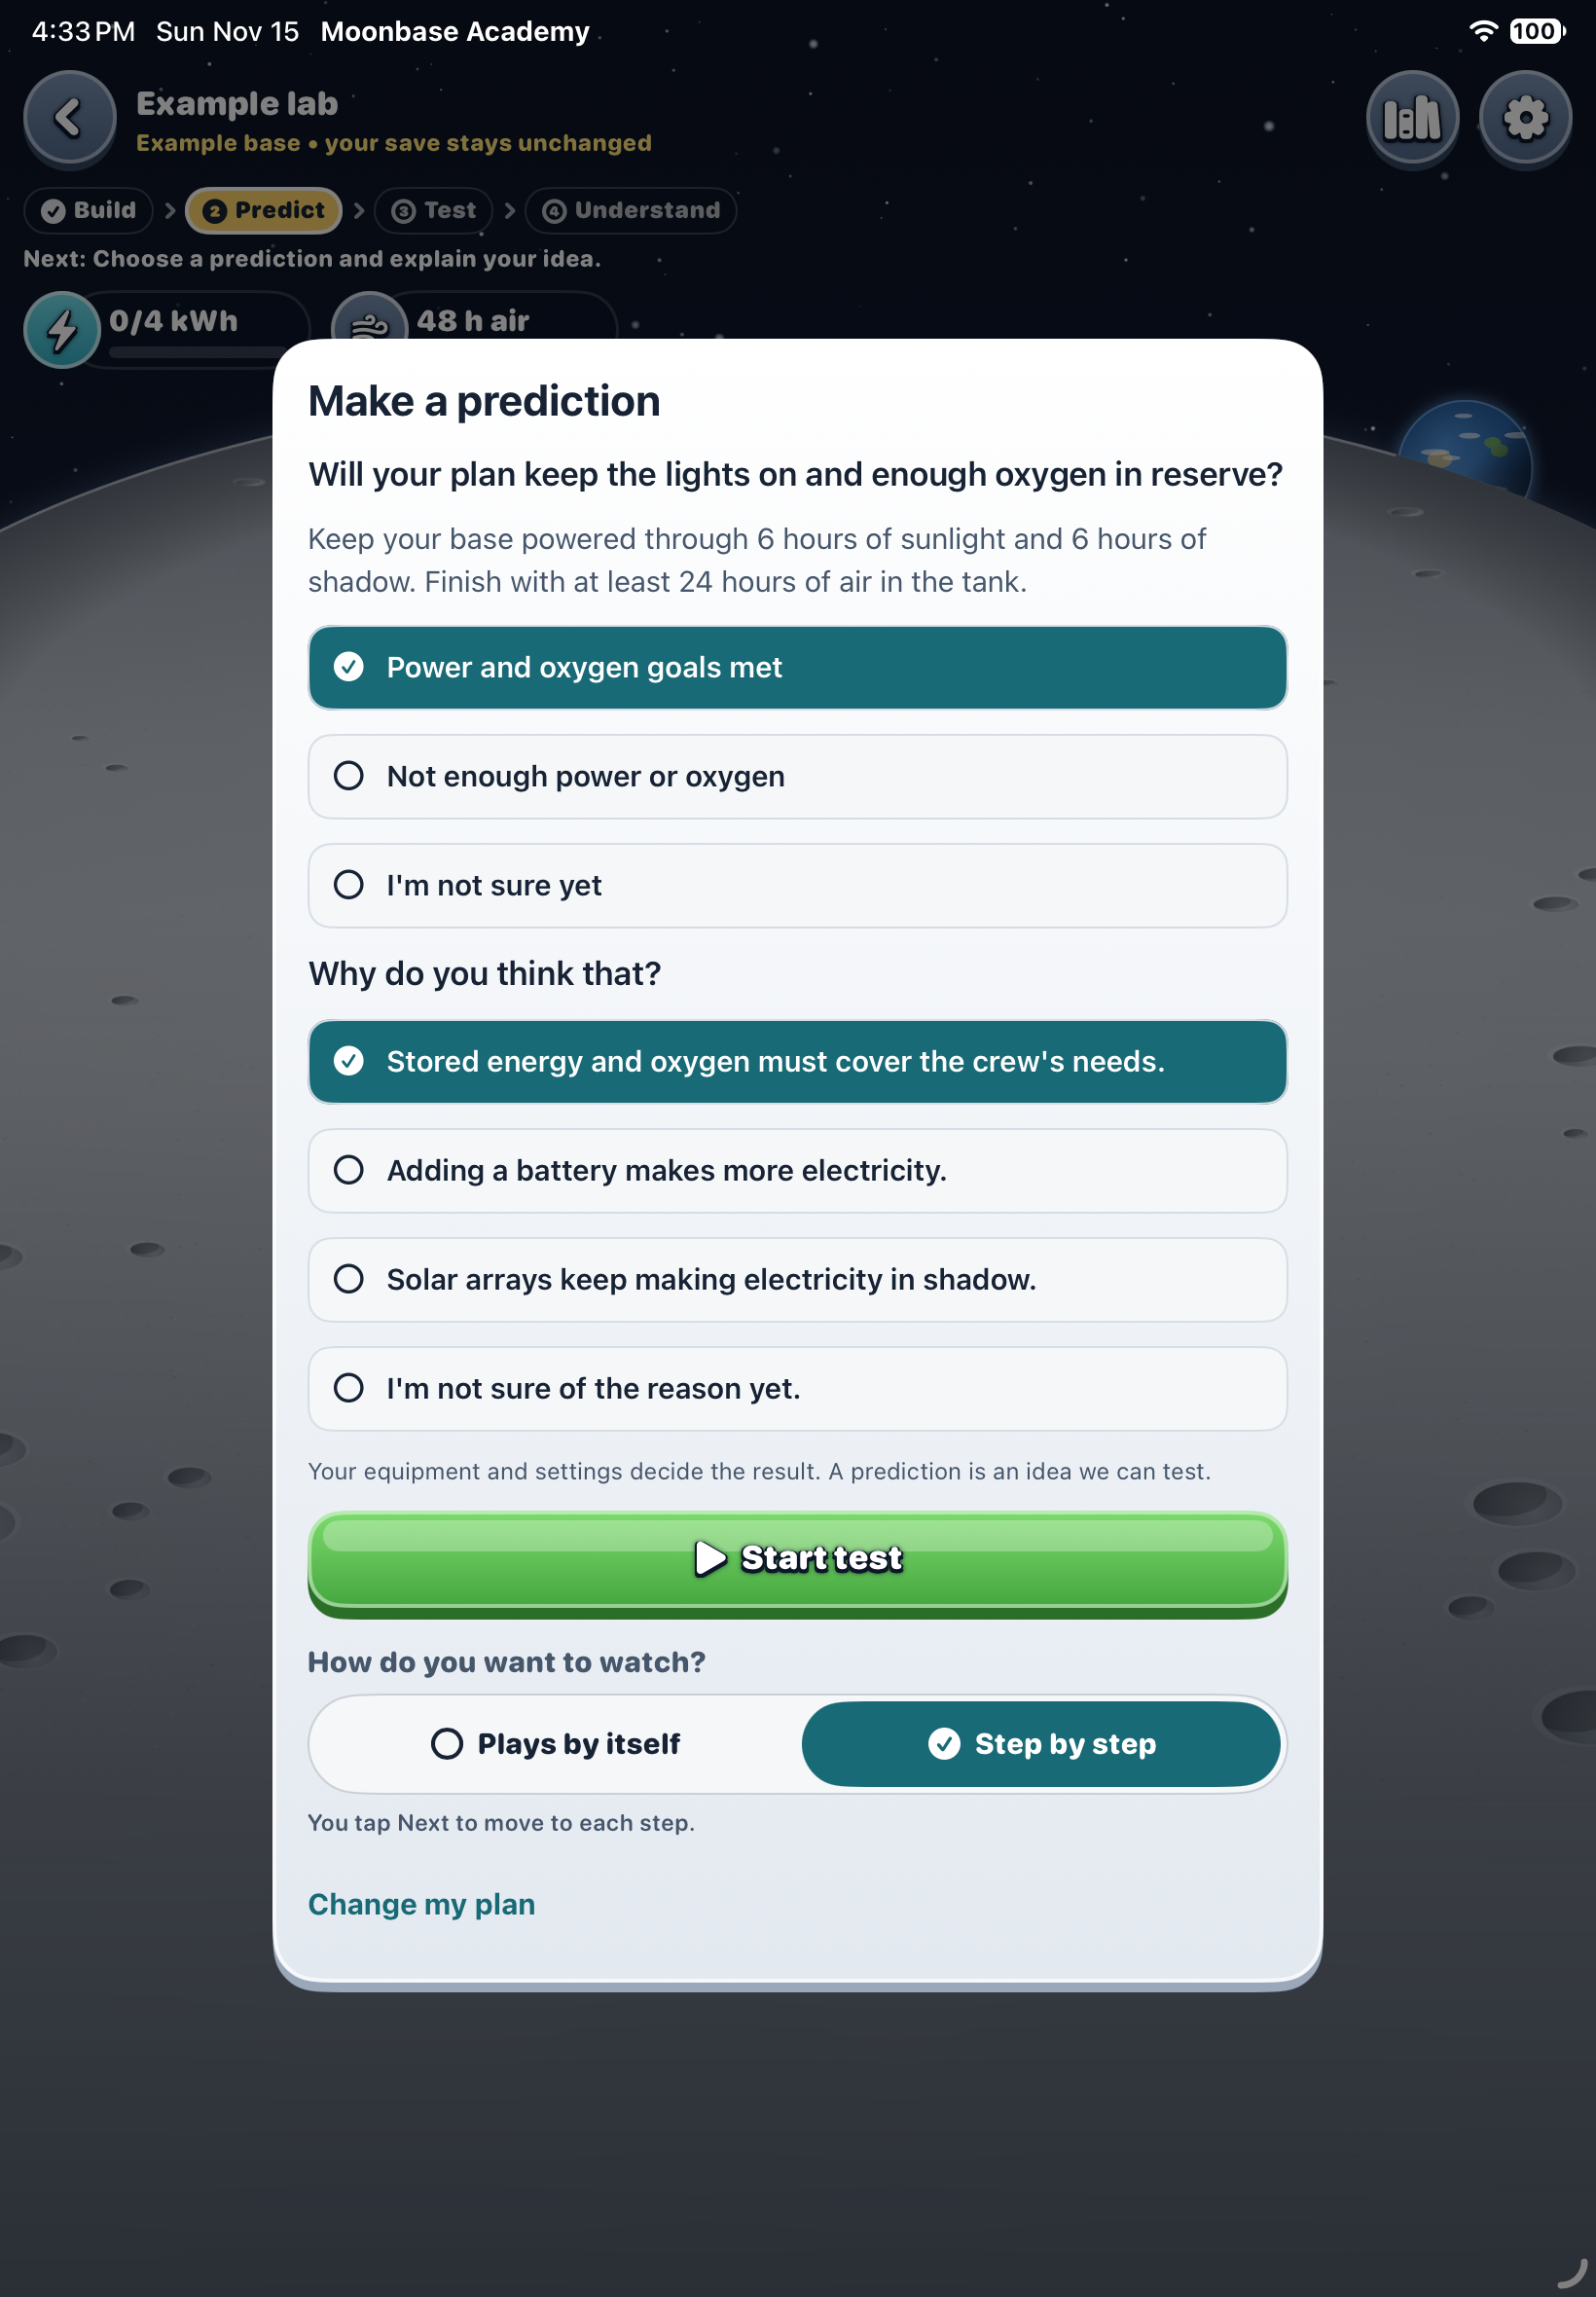 4:33 PM Sun Nov 15 Moonbase Academy
100
Example lab
Example base • your save stays unchanged
Build
2 Predict
3 Test
4 Understand
Next: Choose a prediction and explain your idea.
0/4 kWh
48 h air
Make a prediction
Will your plan keep the lights on and enough oxygen in reserve?
Keep your base powered through 6 hours of sunlight and 6 hours of
shadow. Finish with at least 24 hours of air in the tank.
Power and oxygen goals met
Not enough power or oxygen
I'm not sure yet
Why do you think that?
Stored energy and oxygen must cover the crew's needs.
Adding a battery makes more electricity.
Solar arrays keep making electricity in shadow.
I'm not sure of the reason yet.
Your equipment and settings decide the result. A prediction is an idea we can test.
Start test
How do you want to watch?
Plays by itself
Step by step
You tap Next to move to each step.
Change my plan